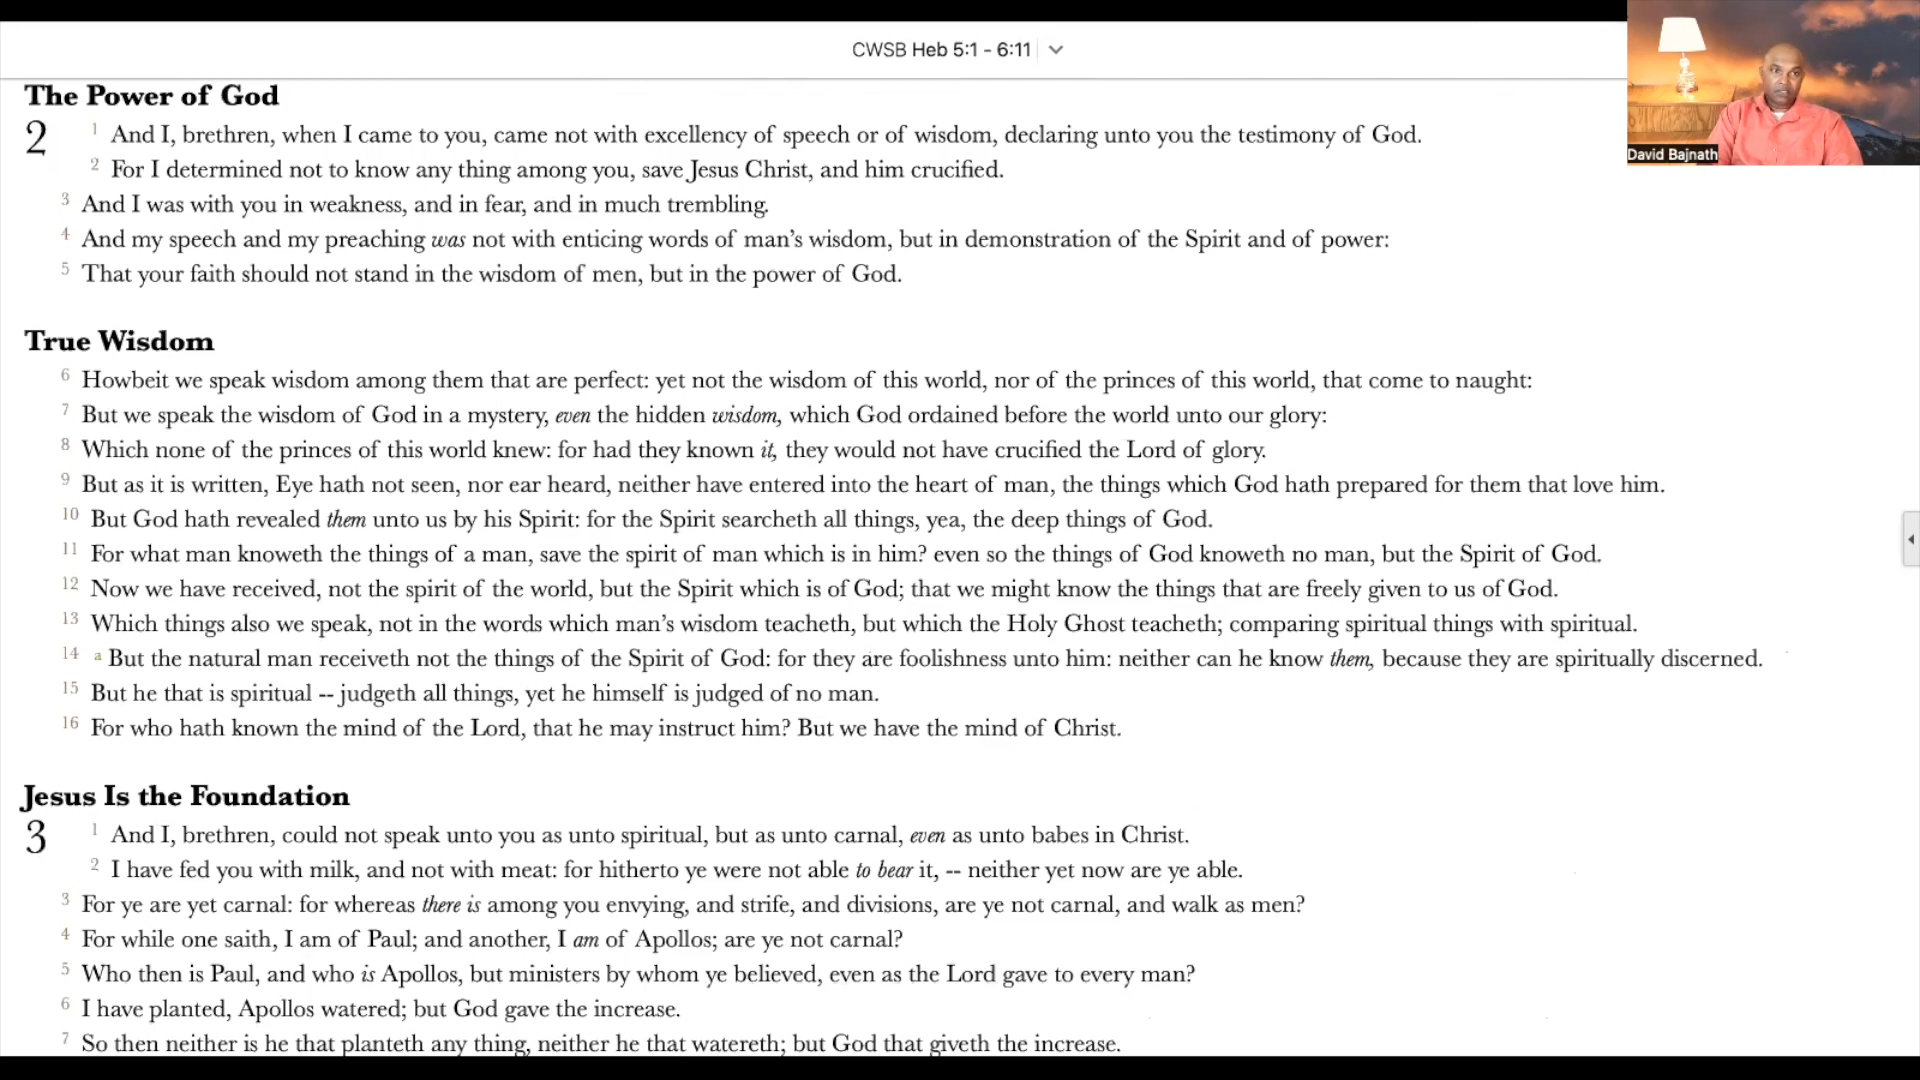 CWSB Heb 5:1 - 6:11
David Bajnath
The Power of God
2 1 And I, brethren, when I came to you, came not with excellency of speech or of wisdom, declaring unto you the testimony of God.
2 For I determined not to know any thing among you, save Jesus Christ, and him crucified.
3 And I was with you in weakness, and in fear, and in much trembling.
4 And my speech and my preaching was not with enticing words of man's wisdom, but in demonstration of the Spirit and of power:
5 That your faith should not stand in the wisdom of men, but in the power of God.
True Wisdom
6 Howbeit we speak wisdom among them that are perfect: yet not the wisdom of this world, nor of the princes of this world, that come to naught:
7 But we speak the wisdom of God in a mystery, even the hidden wisdom, which God ordained before the world unto our glory:
8 Which none of the princes of this world knew: for had they known it, they would not have crucified the Lord of glory.
9 But as it is written, Eye hath not seen, nor ear heard, neither have entered into the heart of man, the things which God hath prepared for them that love him.
10 But God hath revealed them unto us by his Spirit: for the Spirit searcheth all things, yea, the deep things of God.
11 For what man knoweth the things of a man, save the spirit of man which is in him? even so the things of God knoweth no man, but the Spirit of God.
12 Now we have received, not the spirit of the world, but the Spirit which is of God; that we might know the things that are freely given to us of God.
13 Which things also we speak, not in the words which man's wisdom teacheth, but which the Holy Ghost teacheth; comparing spiritual things with spiritual.
14 a But the natural man receiveth not the things of the Spirit of God: for they are foolishness unto him: neither can he know them, because they are spiritually discerned.
15 But he that is spiritual -- judgeth all things, yet he himself is judged of no man.
16 For who hath known the mind of the Lord, that he may instruct him? But we have the mind of Christ.
Jesus Is the Foundation
3 1 And I, brethren, could not speak unto you as unto spiritual, but as unto carnal, even as unto babes in Christ.
2 I have fed you with milk, and not with meat: for hitherto ye were not able to bear it, -- neither yet now are ye able.
3 For ye are yet carnal: for whereas there is among you envying, and strife, and divisions, are ye not carnal, and walk as men?
4 For while one saith, I am of Paul; and another, I am of Apollos; are ye not carnal?
5 Who then is Paul, and who is Apollos, but ministers by whom ye believed, even as the Lord gave to every man?
6 I have planted, Apollos watered; but God gave the increase.
7 So then neither is he that planteth any thing, neither he that watereth; but God that giveth the increase.